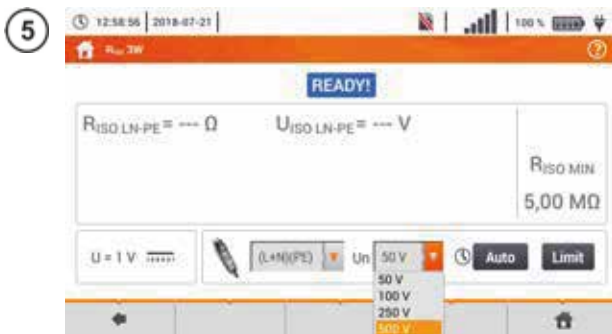 5
12:58:56 2018-07-21 100 %
RISO 3W ?
READY!
RISO LN-PE = --- Ω UISO LN-PE = --- V
RISO MIN
5,00 MΩ
U = 1 V (L+N)(PE) Un 50 V Auto Limit
50 V
100 V
250 V
500 V